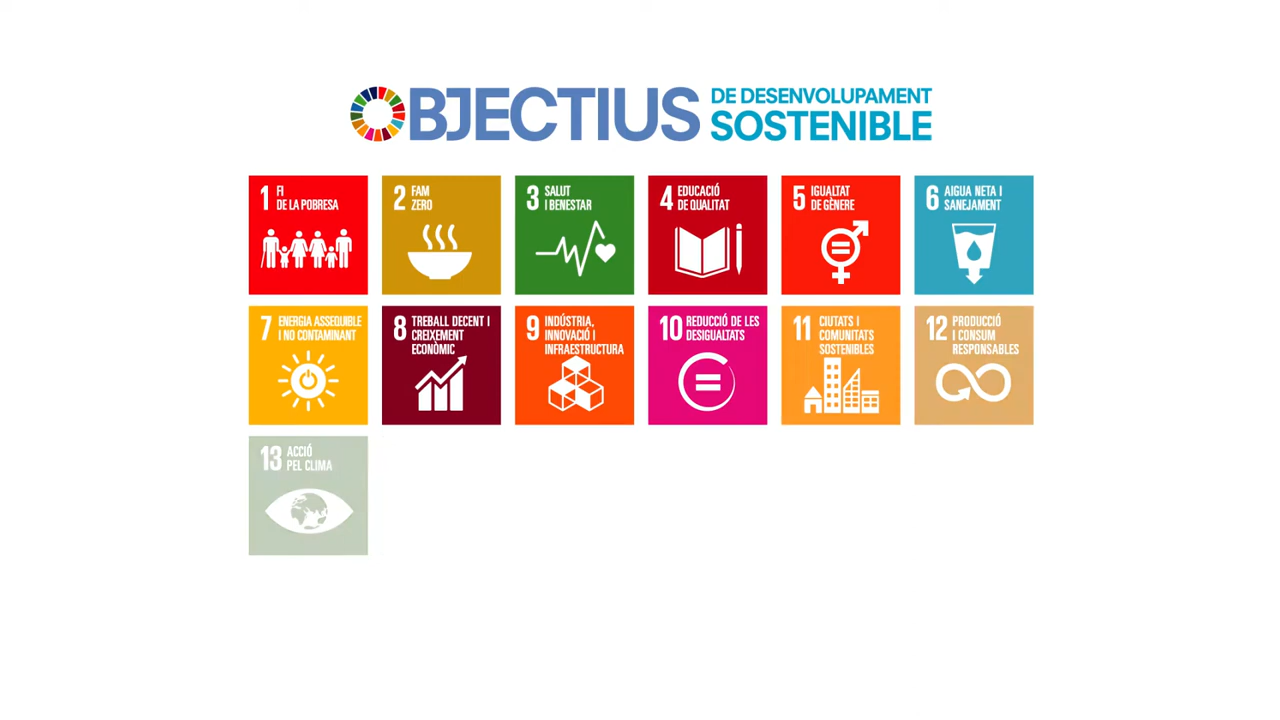 OBJECTIUS
DE DESENVOLUPAMENT
SOSTENIBLE
1 FI
DE LA POBRESA
2 FAM
ZERO
3 SALUT
I BENESTAR
4 EDUCACIÓ
DE QUALITAT
5 IGUALTAT
DE GÈNERE
6 AIGUA NETA I
SANEJAMENT
7 ENERGIA ASSEQUIBLE
I NO CONTAMINANT
8 TREBALL DECENT I
CREIXEMENT
ECONÒMIC
9 INDÚSTRIA,
INNOVACIÓ I
INFRAESTRUCTURA
10 REDUCCIÓ DE LES
DESIGUALTATS
11 CIUTATS I
COMUNITATS
SOSTENIBLES
12 PRODUCCIÓ
I CONSUM
RESPONSABLES
13 ACCIÓ
PEL CLIMA